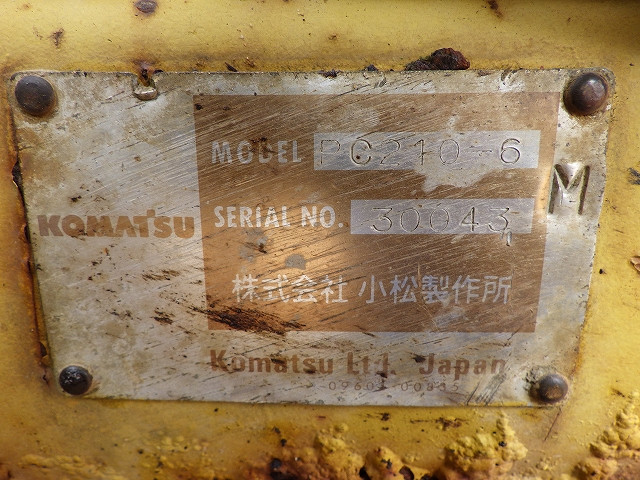 MODEL PC210-6
M
KOMATSU
SERIAL NO. 30043
株式会社 小松製作所
Komatsu Ltd. Japan